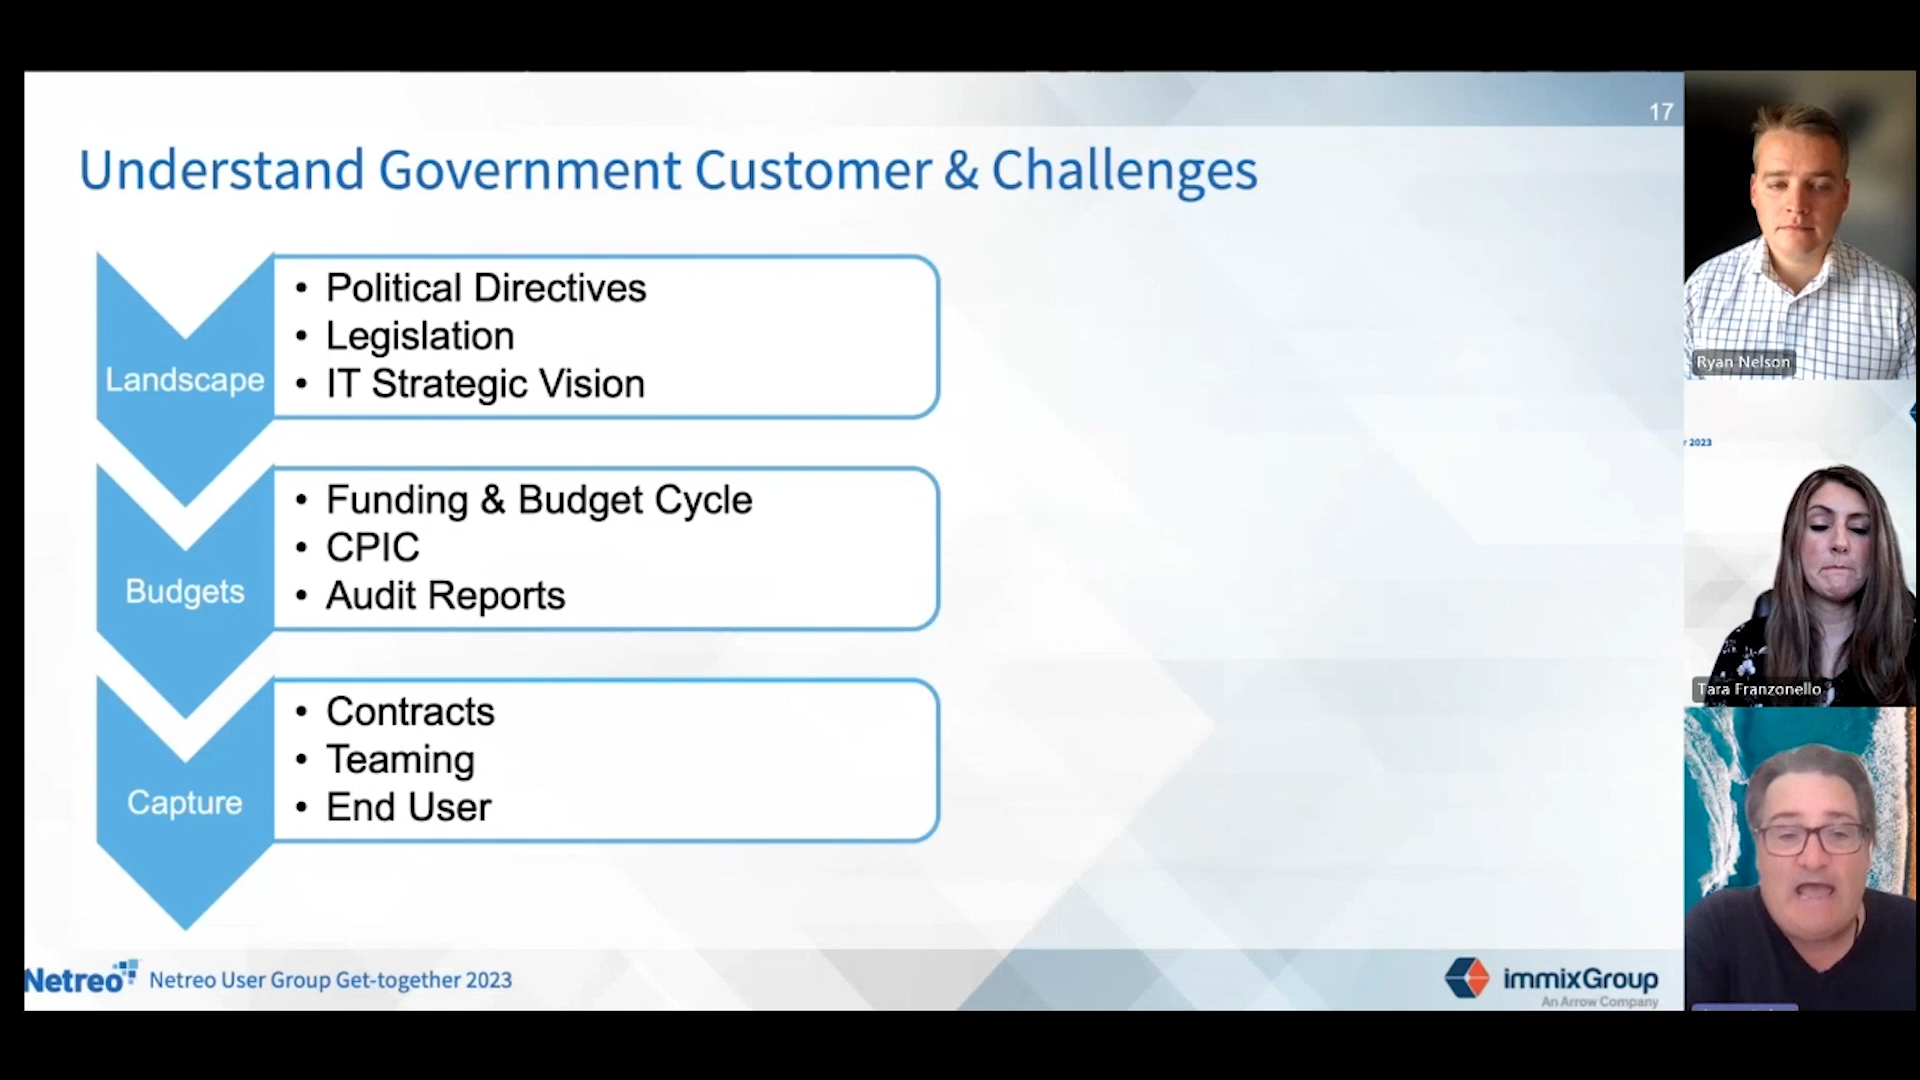 17
Understand Government Customer & Challenges
Landscape
• Political Directives
• Legislation
• IT Strategic Vision
Budgets
• Funding & Budget Cycle
• CPIC
• Audit Reports
Capture
• Contracts
• Teaming
• End User
Netreo
Netreo User Group Get-together 2023
immixGroup
An Arrow Company
Ryan Nelson
2023
Tara Franzonello